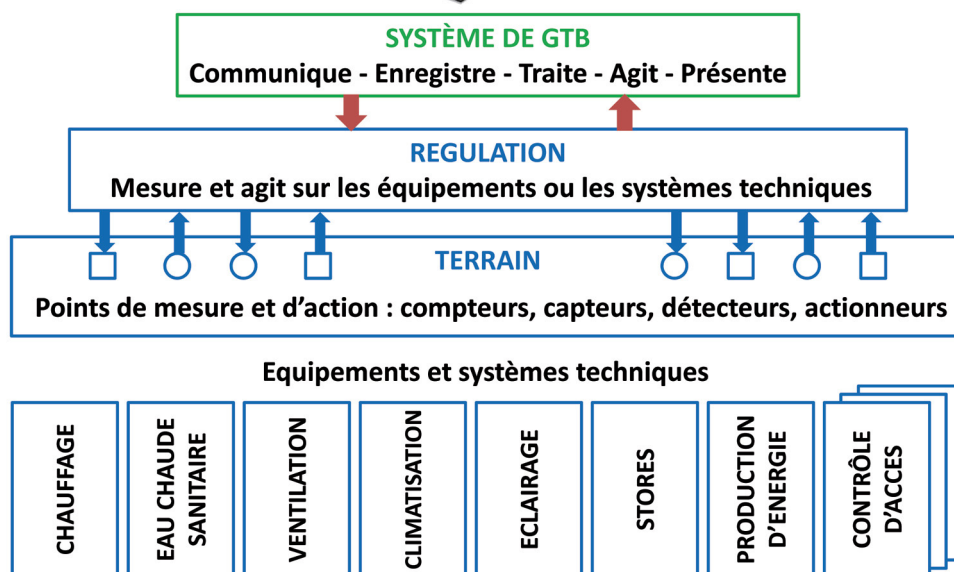 SYSTÈME DE GTB
Communique - Enregistre - Traite - Agit - Présente
REGULATION
Mesure et agit sur les équipements ou les systèmes techniques
TERRAIN
Points de mesure et d'action : compteurs, capteurs, détecteurs, actionneurs
Equipements et systèmes techniques
CHAUFFAGE
EAU CHAUDE
SANITAIRE
VENTILATION
CLIMATISATION
ECLAIRAGE
STORES
PRODUCTION
D'ENERGIE
CONTRÔLE
D'ACCES